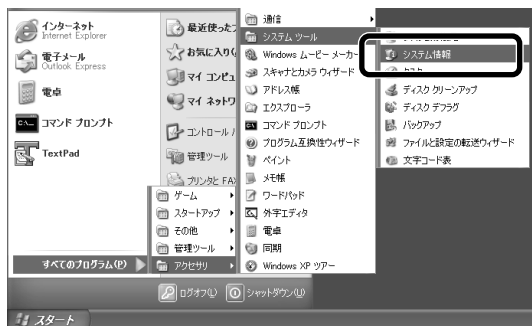 インターネット
Internet Explorer
電子メール
Outlook Express
電卓
コマンド プロンプト
TextPad
すべてのプログラム(P)
最近使った
お気に入り(
マイ コンピュ
マイ ネットワ
コントロール
管理ツール
プリンタと FAX
ゲーム
スタートアップ
その他
管理ツール
アクセサリ
通信
システム ツール
Windows ムービー メーカー
スキャナとカメラ ウィザード
アドレス帳
エクスプローラ
コマンド プロンプト
プログラム互換性ウィザード
ペイント
メモ帳
ワードパッド
外字エディタ
電卓
同期
Windows XP ツアー
システム情報
ディスク クリーンアップ
ディスク デフラグ
バックアップ
ファイルと設定の転送ウィザード
文字コード表
ログオフ(L)
シャットダウン(U)
スタート